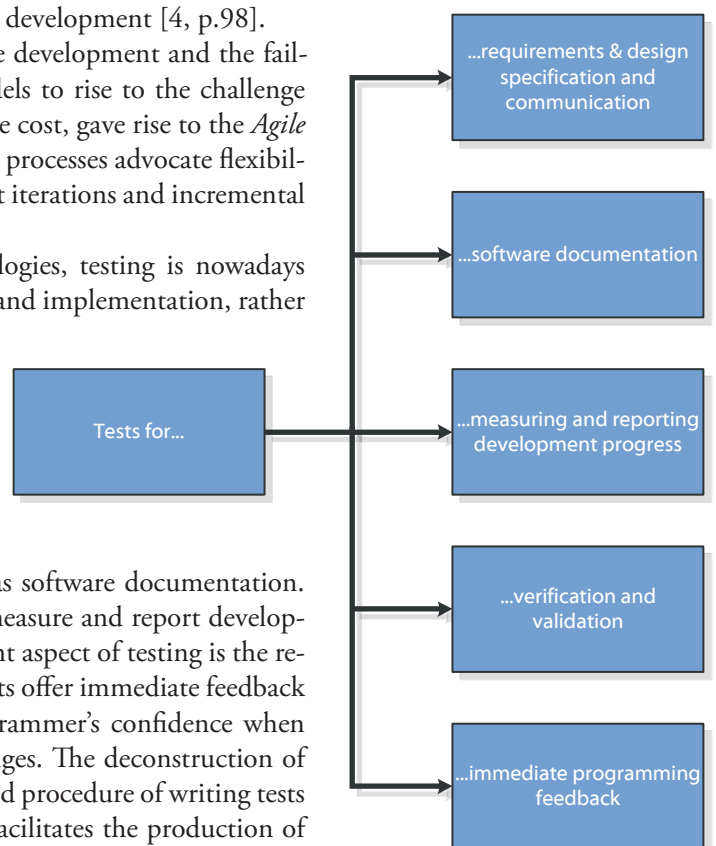 development [4, p.98].
e development and the fail-
els to rise to the challenge
e cost, gave rise to the Agile
processes advocate flexibil-
t iterations and incremental
logies, testing is nowadays
and implementation, rather
as software documentation.
measure and report develop-
nt aspect of testing is the re-
ts offer immediate feedback
grammer’s confidence when
nges. The deconstruction of
d procedure of writing tests
facilitates the production of
Tests for...
...requirements & design
specification and
communication
...software documentation
...measuring and reporting
development progress
...verification and
validation
...immediate programming
feedback